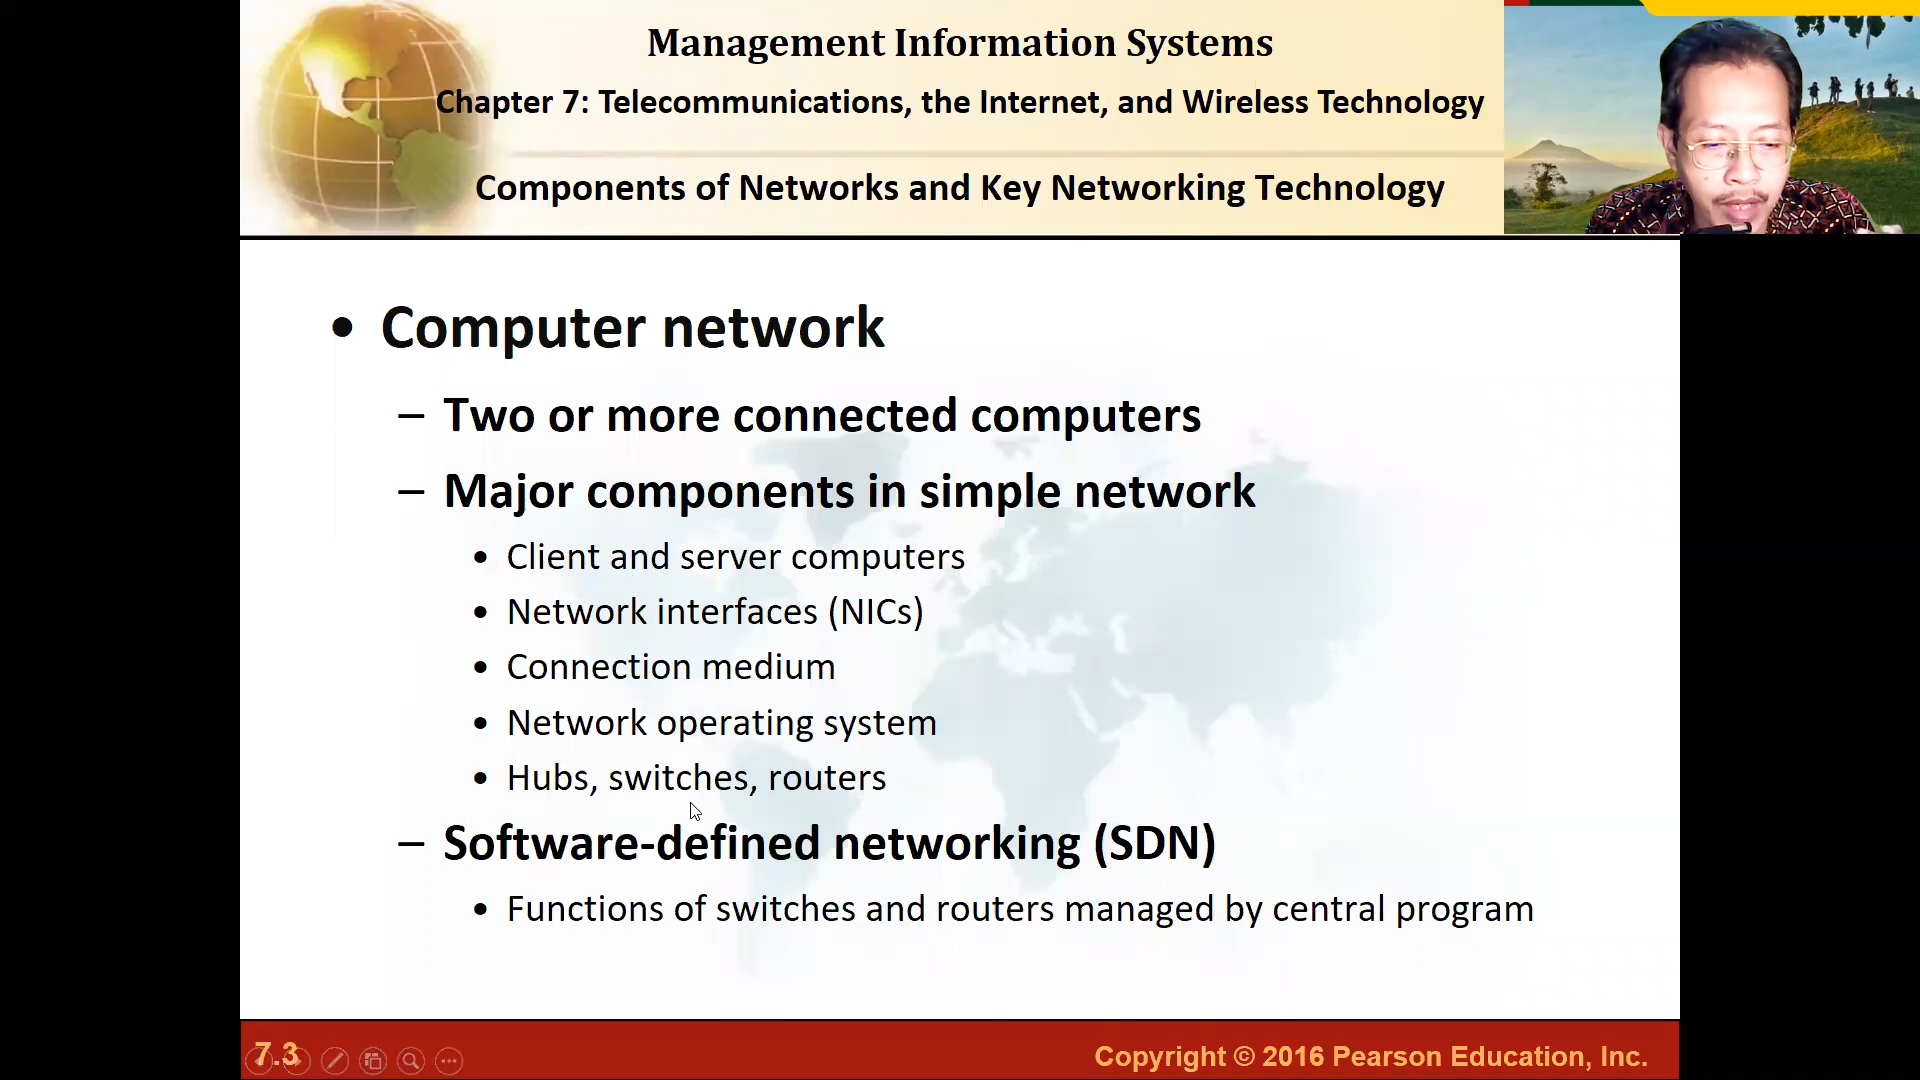 Management Information Systems
Chapter 7: Telecommunications, the Internet, and Wireless Technology
Components of Networks and Key Networking Technology
• Computer network
– Two or more connected computers
– Major components in simple network
• Client and server computers
• Network interfaces (NICs)
• Connection medium
• Network operating system
• Hubs, switches, routers
– Software-defined networking (SDN)
• Functions of switches and routers managed by central program
7.3
Copyright © 2016 Pearson Education, Inc.